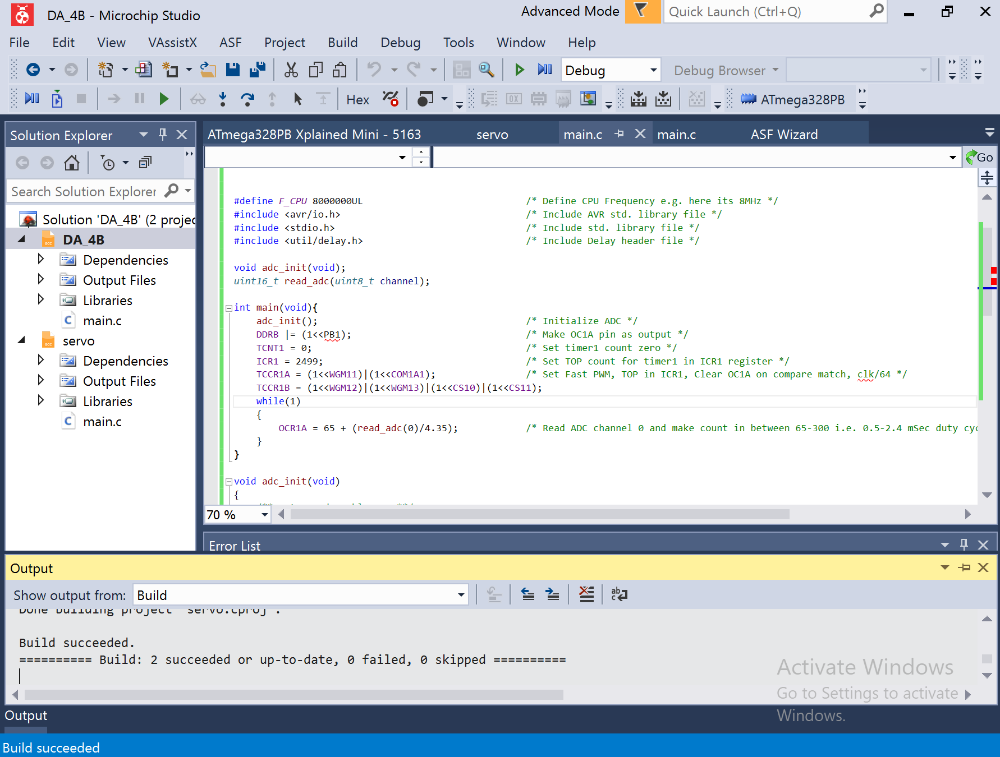 DA_4B - Microchip Studio
Advanced Mode
Quick Launch (Ctrl+Q)
File Edit View VAssistX ASF Project Build Debug Tools Window Help
Debug
Debug Browser
Hex
ATmega328PB
Solution Explorer
Search Solution Explorer
Solution 'DA_4B' (2 projec
DA_4B
Dependencies
Output Files
Libraries
main.c
servo
Dependencies
Output Files
Libraries
main.c
ATmega328PB Xplained Mini - 5163 servo main.c main.c ASF Wizard
Go
#define F_CPU 8000000UL /* Define CPU Frequency e.g. here its 8MHz */
#include <avr/io.h> /* Include AVR std. library file */
#include <stdio.h> /* Include std. library file */
#include <util/delay.h> /* Include Delay header file */
void adc_init(void);
uint16_t read_adc(uint8_t channel);
int main(void){
adc_init(); /* Initialize ADC */
DDRB |= (1<<PB1); /* Make OC1A pin as output */
TCNT1 = 0; /* Set timer1 count zero */
ICR1 = 2499; /* Set TOP count for timer1 in ICR1 register */
TCCR1A = (1<<WGM11)|(1<<COM1A1); /* Set Fast PWM, TOP in ICR1, Clear OC1A on compare match, clk/64 */
TCCR1B = (1<<WGM12)|(1<<WGM13)|(1<<CS10)|(1<<CS11);
while(1)
{
OCR1A = 65 + (read_adc(0)/4.35); /* Read ADC channel 0 and make count in between 65-300 i.e. 0.5-2.4 mSec duty cyc
}
}
void adc_init(void)
{
70 %
Error List
Output
Show output from: Build
Done building project "servo.cproj".
Build succeeded.
========== Build: 2 succeeded or up-to-date, 0 failed, 0 skipped ==========
Activate Windows
Go to Settings to activate
Windows.
Output
Build succeeded